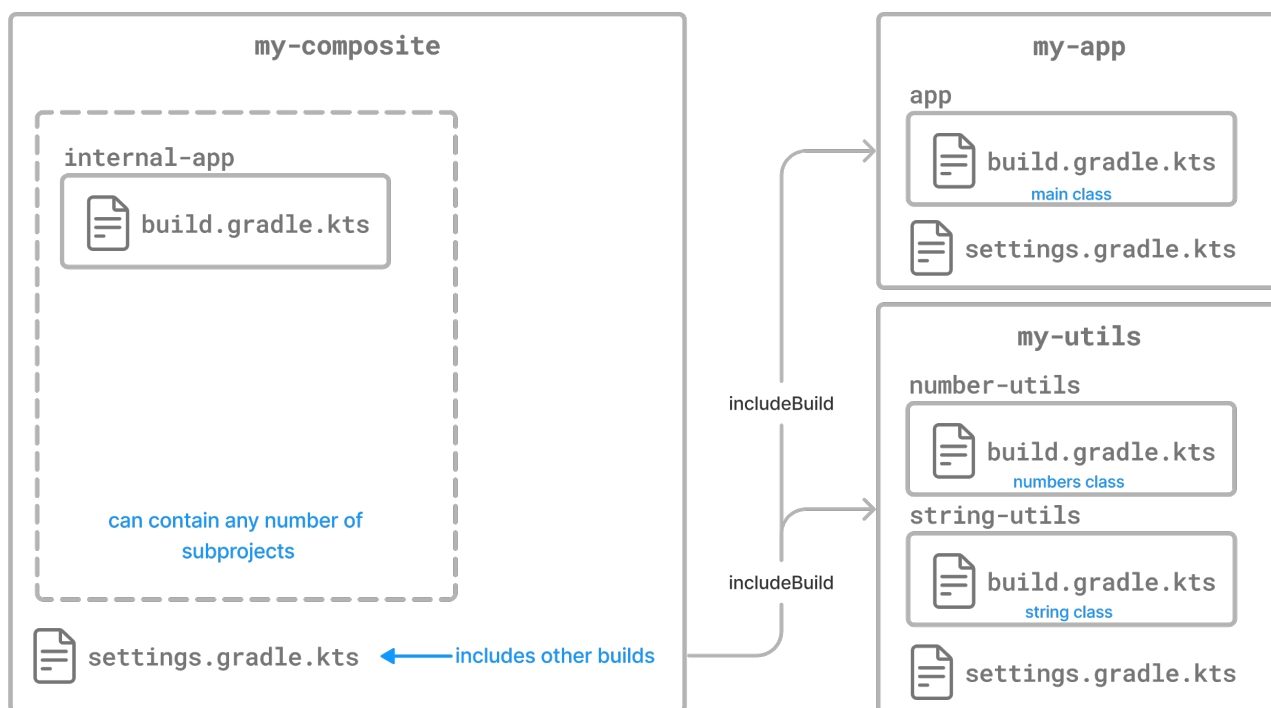 my-composite
internal-app
build.gradle.kts
can contain any number of
subprojects
settings.gradle.kts
includes other builds
includeBuild
includeBuild
my-app
app
build.gradle.kts
main class
settings.gradle.kts
my-utils
number-utils
build.gradle.kts
numbers class
string-utils
build.gradle.kts
string class
settings.gradle.kts